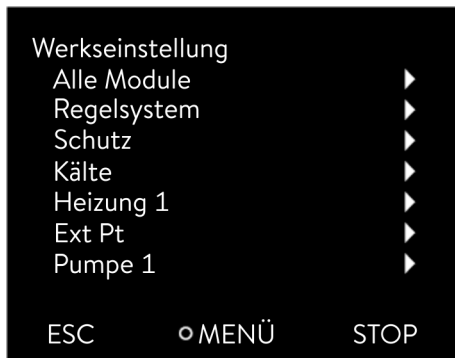 Werkseinstellung
Alle Module
Regelsystem
Schutz
Kälte
Heizung 1
Ext Pt
Pumpe 1
ESC MENÜ STOP